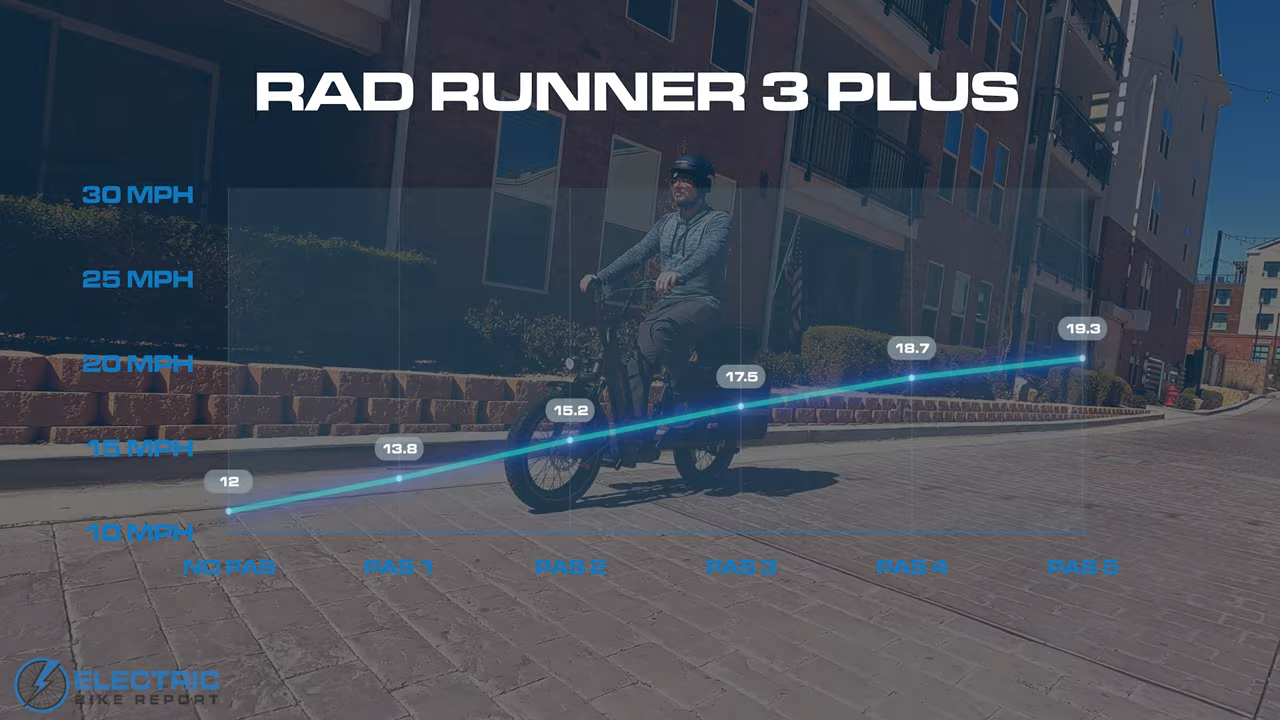 RAD RUNNER 3 PLUS
30 MPH
25 MPH
20 MPH
15 MPH
10 MPH
12
13.8
15.2
17.5
18.7
19.3
NO PAS
PAS 1
PAS 2
PAS 3
PAS 4
PAS 5
ELECTRIC
BIKE REPORT